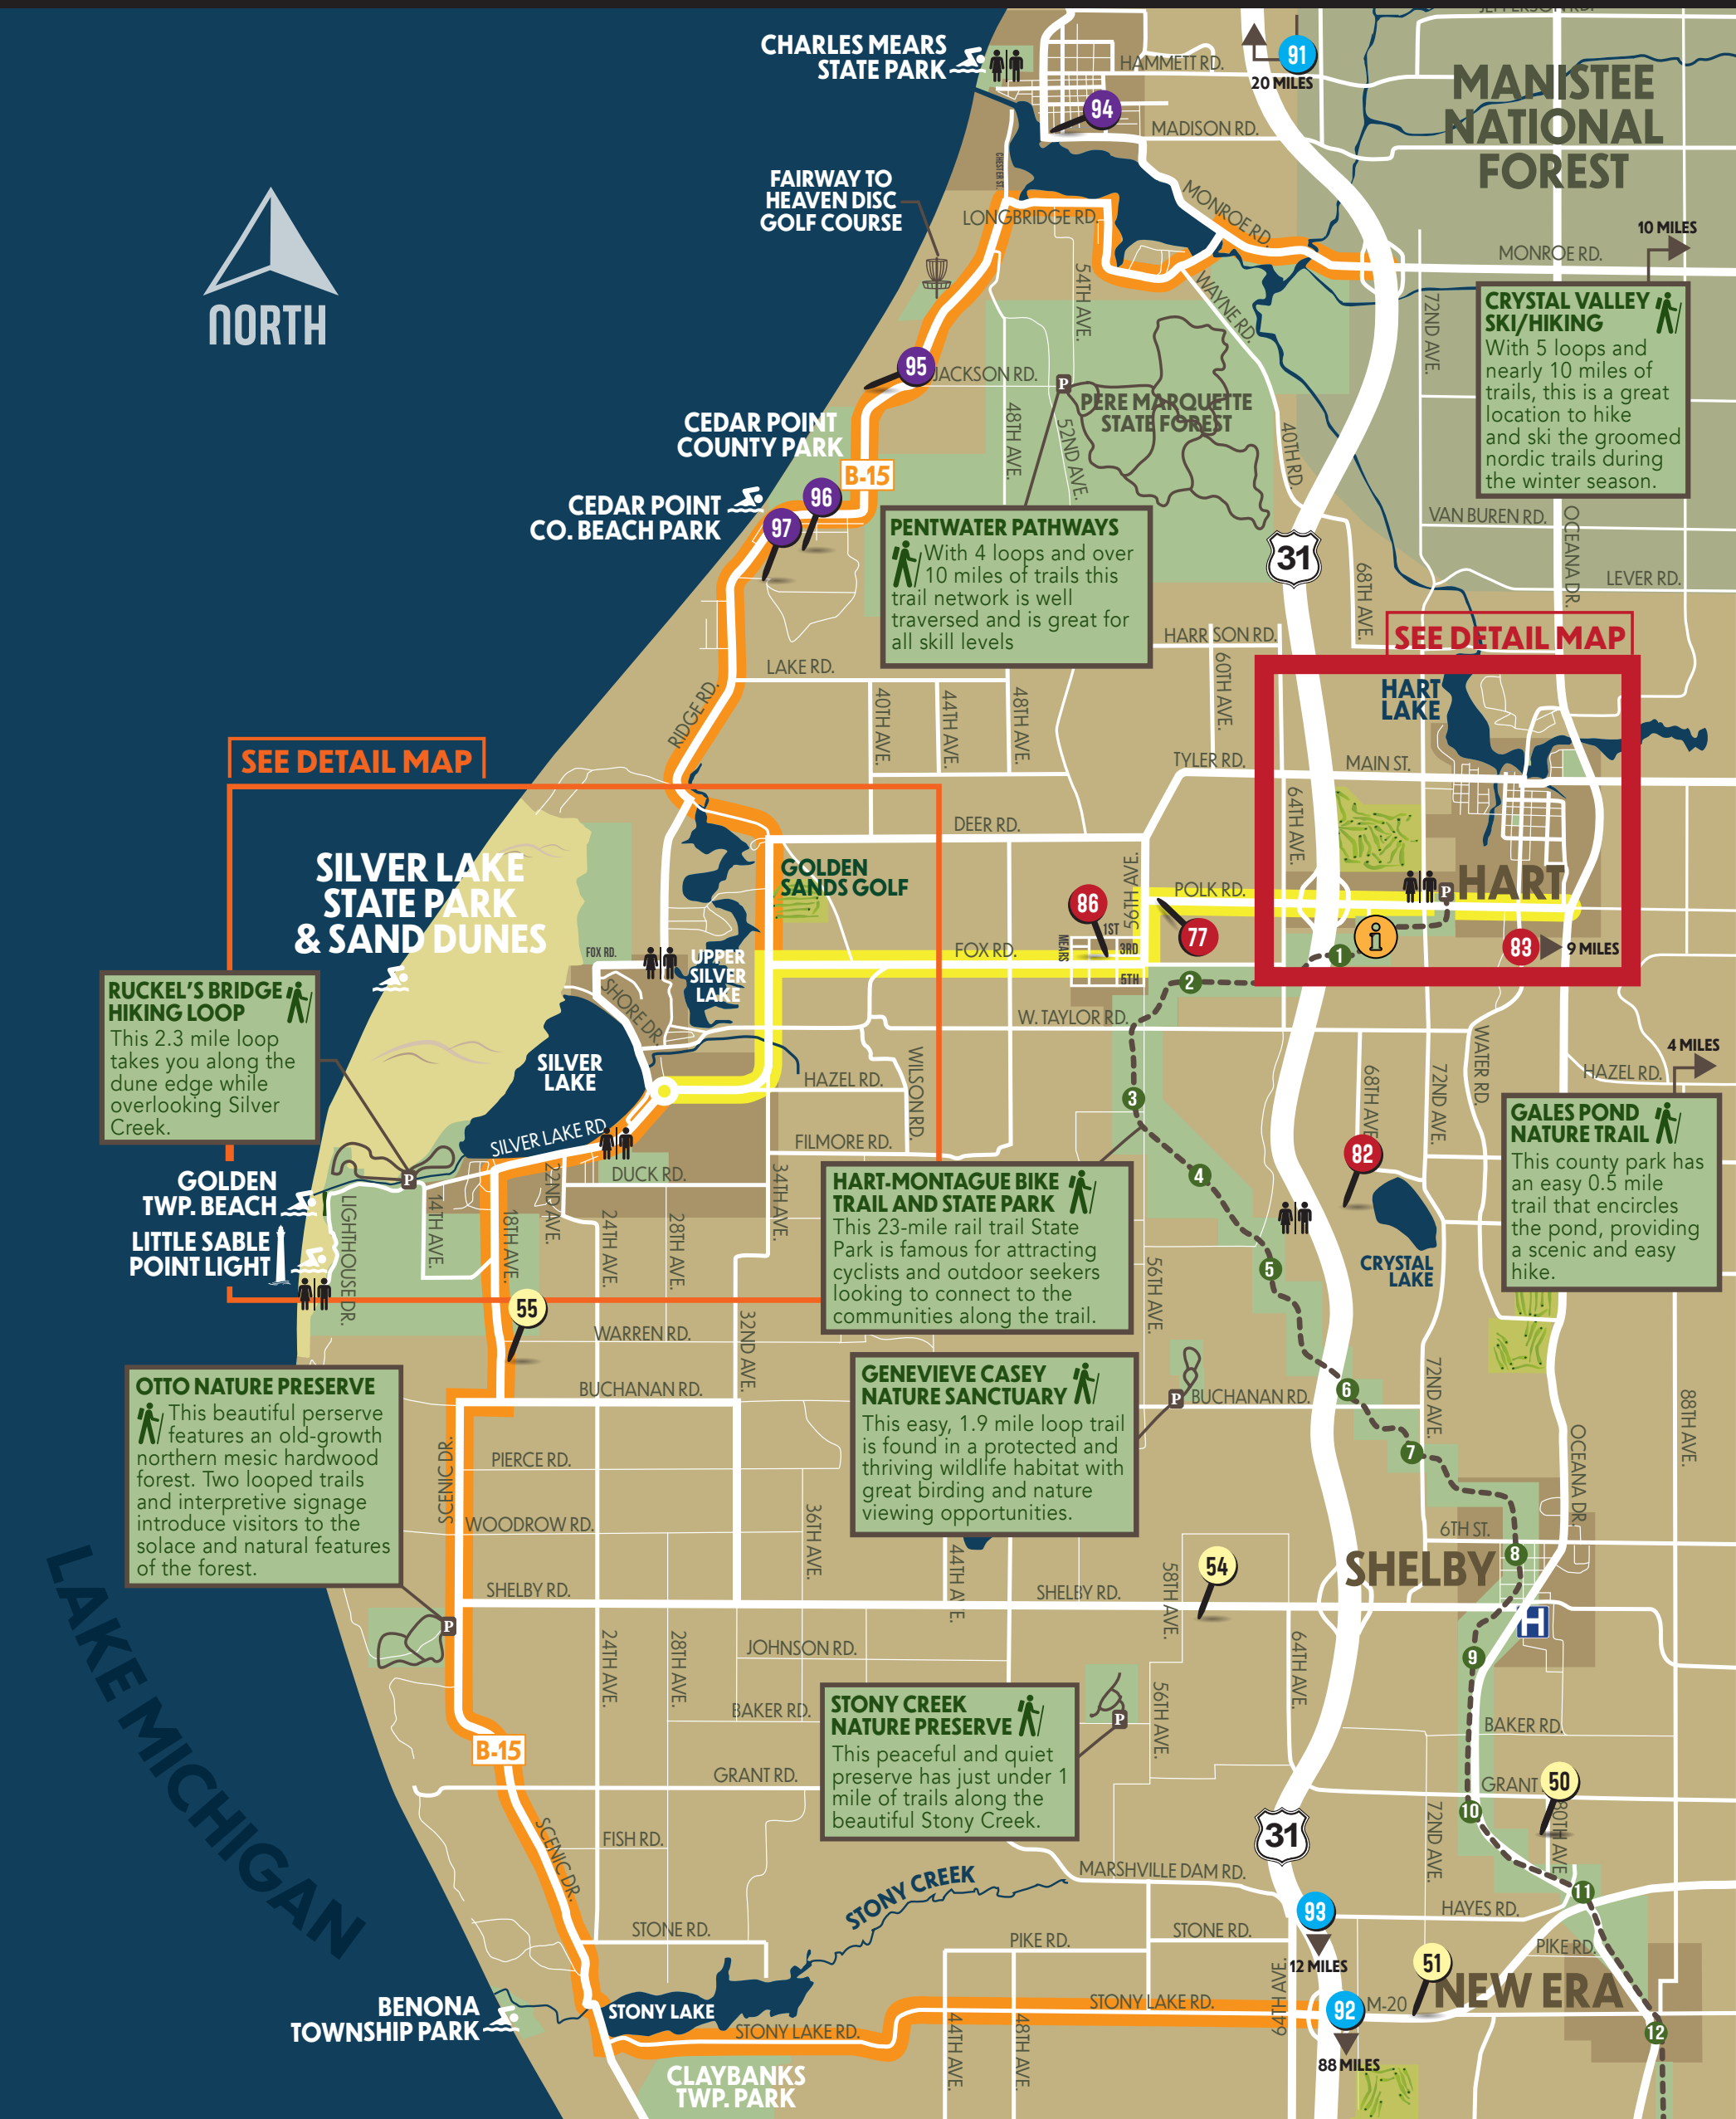 CHARLES MEARS
STATE PARK
HAMMETT RD.
91
20 MILES
MANISTEE
NATIONAL
FOREST
94
MADISON RD.
CHESTER ST.
FAIRWAY TO
HEAVEN DISC
GOLF COURSE
LONGBRIDGE RD.
MONROE RD.
10 MILES
MONROE RD.
NORTH
54TH AVE.
WAYNE RD.
72ND AVE.
CRYSTAL VALLEY
SKI/HIKING
With 5 loops and
nearly 10 miles of
trails, this is a great
location to hike
and ski the groomed
nordic trails during
the winter season.
95
JACKSON RD.
P
PERE MARQUETTE
STATE FOREST
48TH AVE.
52ND AVE.
40TH RD.
CEDAR POINT
COUNTY PARK
B-15
CEDAR POINT
CO. BEACH PARK
96
97
PENTWATER PATHWAYS
With 4 loops and over
10 miles of trails this
trail network is well
traversed and is great for
all skill levels
31
VAN BUREN RD.
OCEANA DR.
LEVER RD.
68TH AVE.
HARR SON RD.
60TH AVE.
SEE DETAIL MAP
HART
LAKE
LAKE RD.
RIDGE RD.
40TH AVE.
44TH AVE.
48TH AVE.
TYLER RD.
MAIN ST.
64TH AVE.
SEE DETAIL MAP
DEER RD.
SILVER LAKE
STATE PARK
& SAND DUNES
GOLDEN
SANDS GOLF
56TH AVE.
POLK RD.
P
HART
86
1ST
3RD
5TH
MEARS
77
i
1
83
9 MILES
FOX RD.
FOX RD.
UPPER
SILVER
LAKE
SHORE DR.
2
W. TAYLOR RD.
RUCKEL'S BRIDGE
HIKING LOOP
This 2.3 mile loop
takes you along the
dune edge while
overlooking Silver
Creek.
SILVER
LAKE
HAZEL RD.
WILSON RD.
3
68TH AVE.
72ND AVE.
WATER RD.
HAZEL RD.
4 MILES
GALES POND
NATURE TRAIL
This county park has
an easy 0.5 mile
trail that encircles
the pond, providing
a scenic and easy
hike.
SILVER LAKE RD.
FILMORE RD.
DUCK RD.
P
GOLDEN
TWP. BEACH
LITTLE SABLE
POINT LIGHT
LIGHTHOUSE DR.
14TH AVE.
18TH AVE.
22ND AVE.
24TH AVE.
28TH AVE.
34TH AVE.
HART-MONTAGUE BIKE
TRAIL AND STATE PARK
This 23-mile rail trail State
Park is famous for attracting
cyclists and outdoor seekers
looking to connect to the
communities along the trail.
4
82
5
CRYSTAL
LAKE
56TH AVE.
55
WARREN RD.
32ND AVE.
BUCHANAN RD.
OTTO NATURE PRESERVE
This beautiful perserve
features an old-growth
northern mesic hardwood
forest. Two looped trails
and interpretive signage
introduce visitors to the
solace and natural features
of the forest.
GENEVIEVE CASEY
NATURE SANCTUARY
This easy, 1.9 mile loop trail
is found in a protected and
thriving wildlife habitat with
great birding and nature
viewing opportunities.
P
BUCHANAN RD.
6
7
72ND AVE.
OCEANA DR.
88TH AVE.
SCENIC DR.
PIERCE RD.
WOODROW RD.
36TH AVE.
6TH ST.
8
SHELBY
54
SHELBY RD.
44TH AVE.
SHELBY RD.
58TH AVE.
H
P
24TH AVE.
28TH AVE.
JOHNSON RD.
64TH AVE.
9
LAKE MICHIGAN
B-15
BAKER RD.
STONY CREEK
NATURE PRESERVE
This peaceful and quiet
preserve has just under 1
mile of trails along the
beautiful Stony Creek.
P
56TH AVE.
BAKER RD.
GRANT RD.
GRANT
50
80TH AVE.
10
72ND AVE.
31
SCENIC DR.
FISH RD.
MARSHVILLE DAM RD.
STONY CREEK
11
93
12 MILES
HAYES RD.
STONE RD.
PIKE RD.
STONE RD.
PIKE RD.
51
NEW ERA
64TH AVE.
BENONA
TOWNSHIP PARK
STONY LAKE
STONY LAKE RD.
STONY LAKE RD.
92
M-20
88 MILES
12
44TH AVE.
48TH AVE.
CLAYBANKS
TWP. PARK